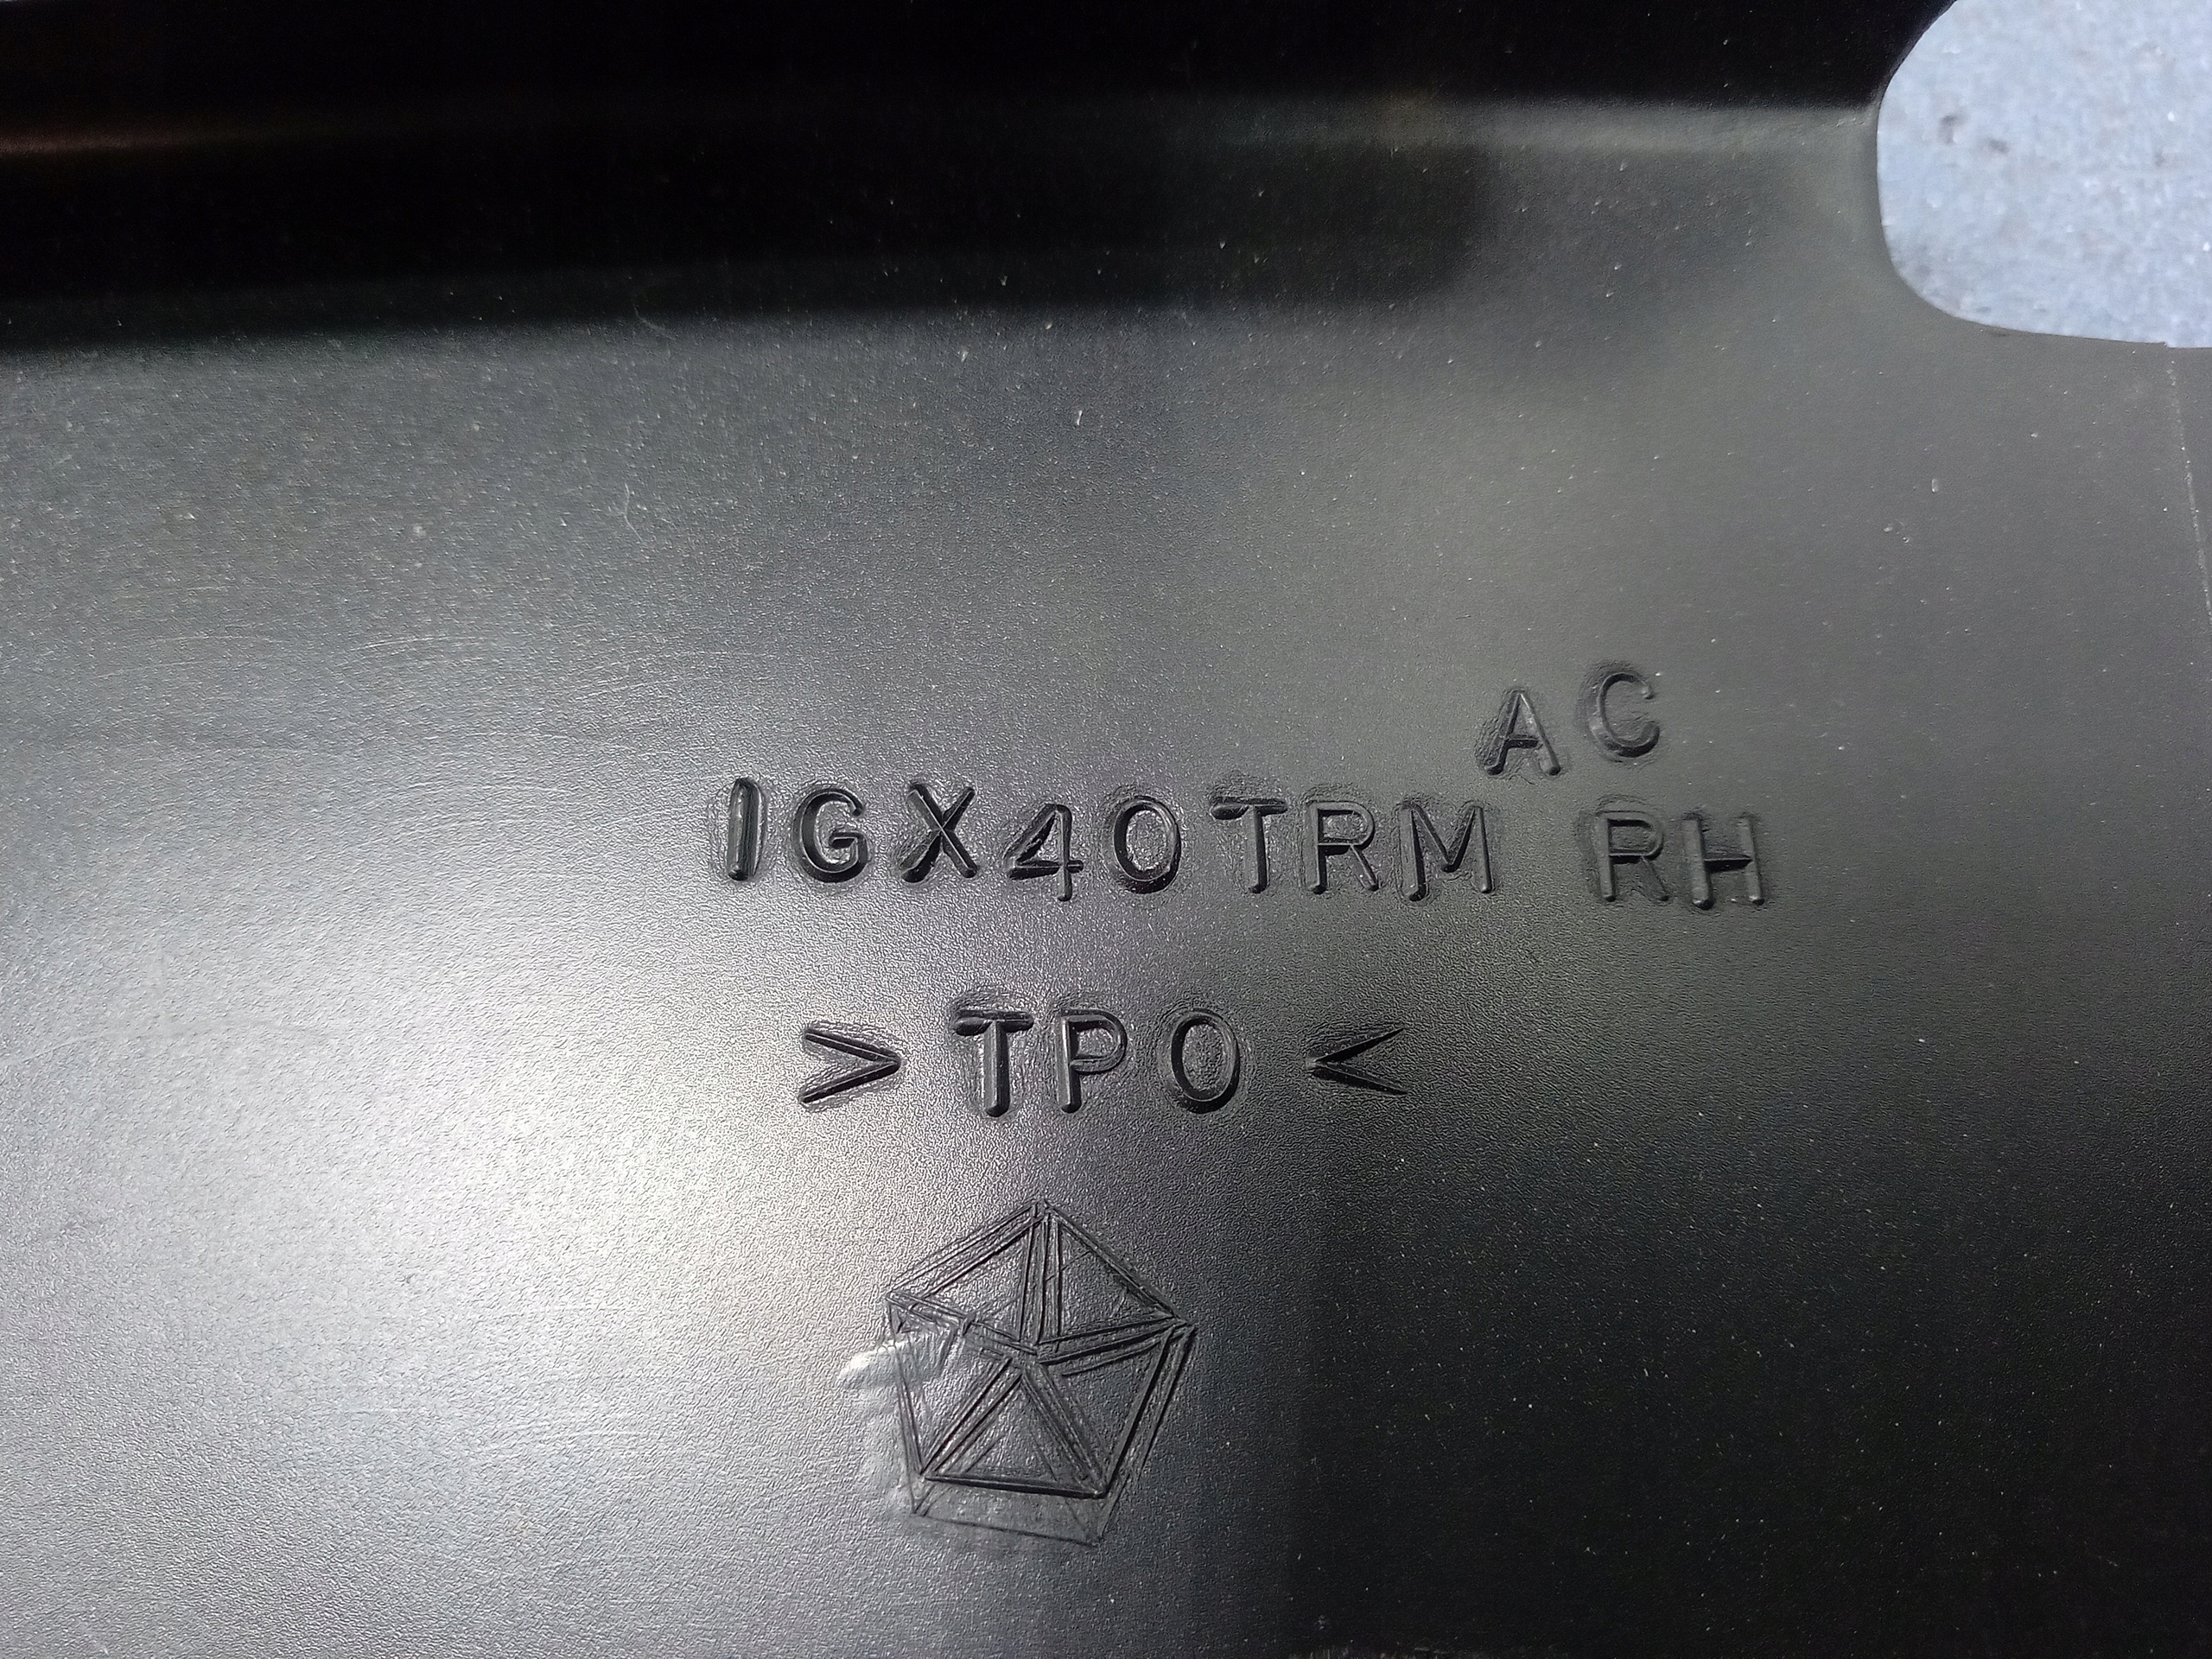 AC
1GX40TRM RH
>TPO<